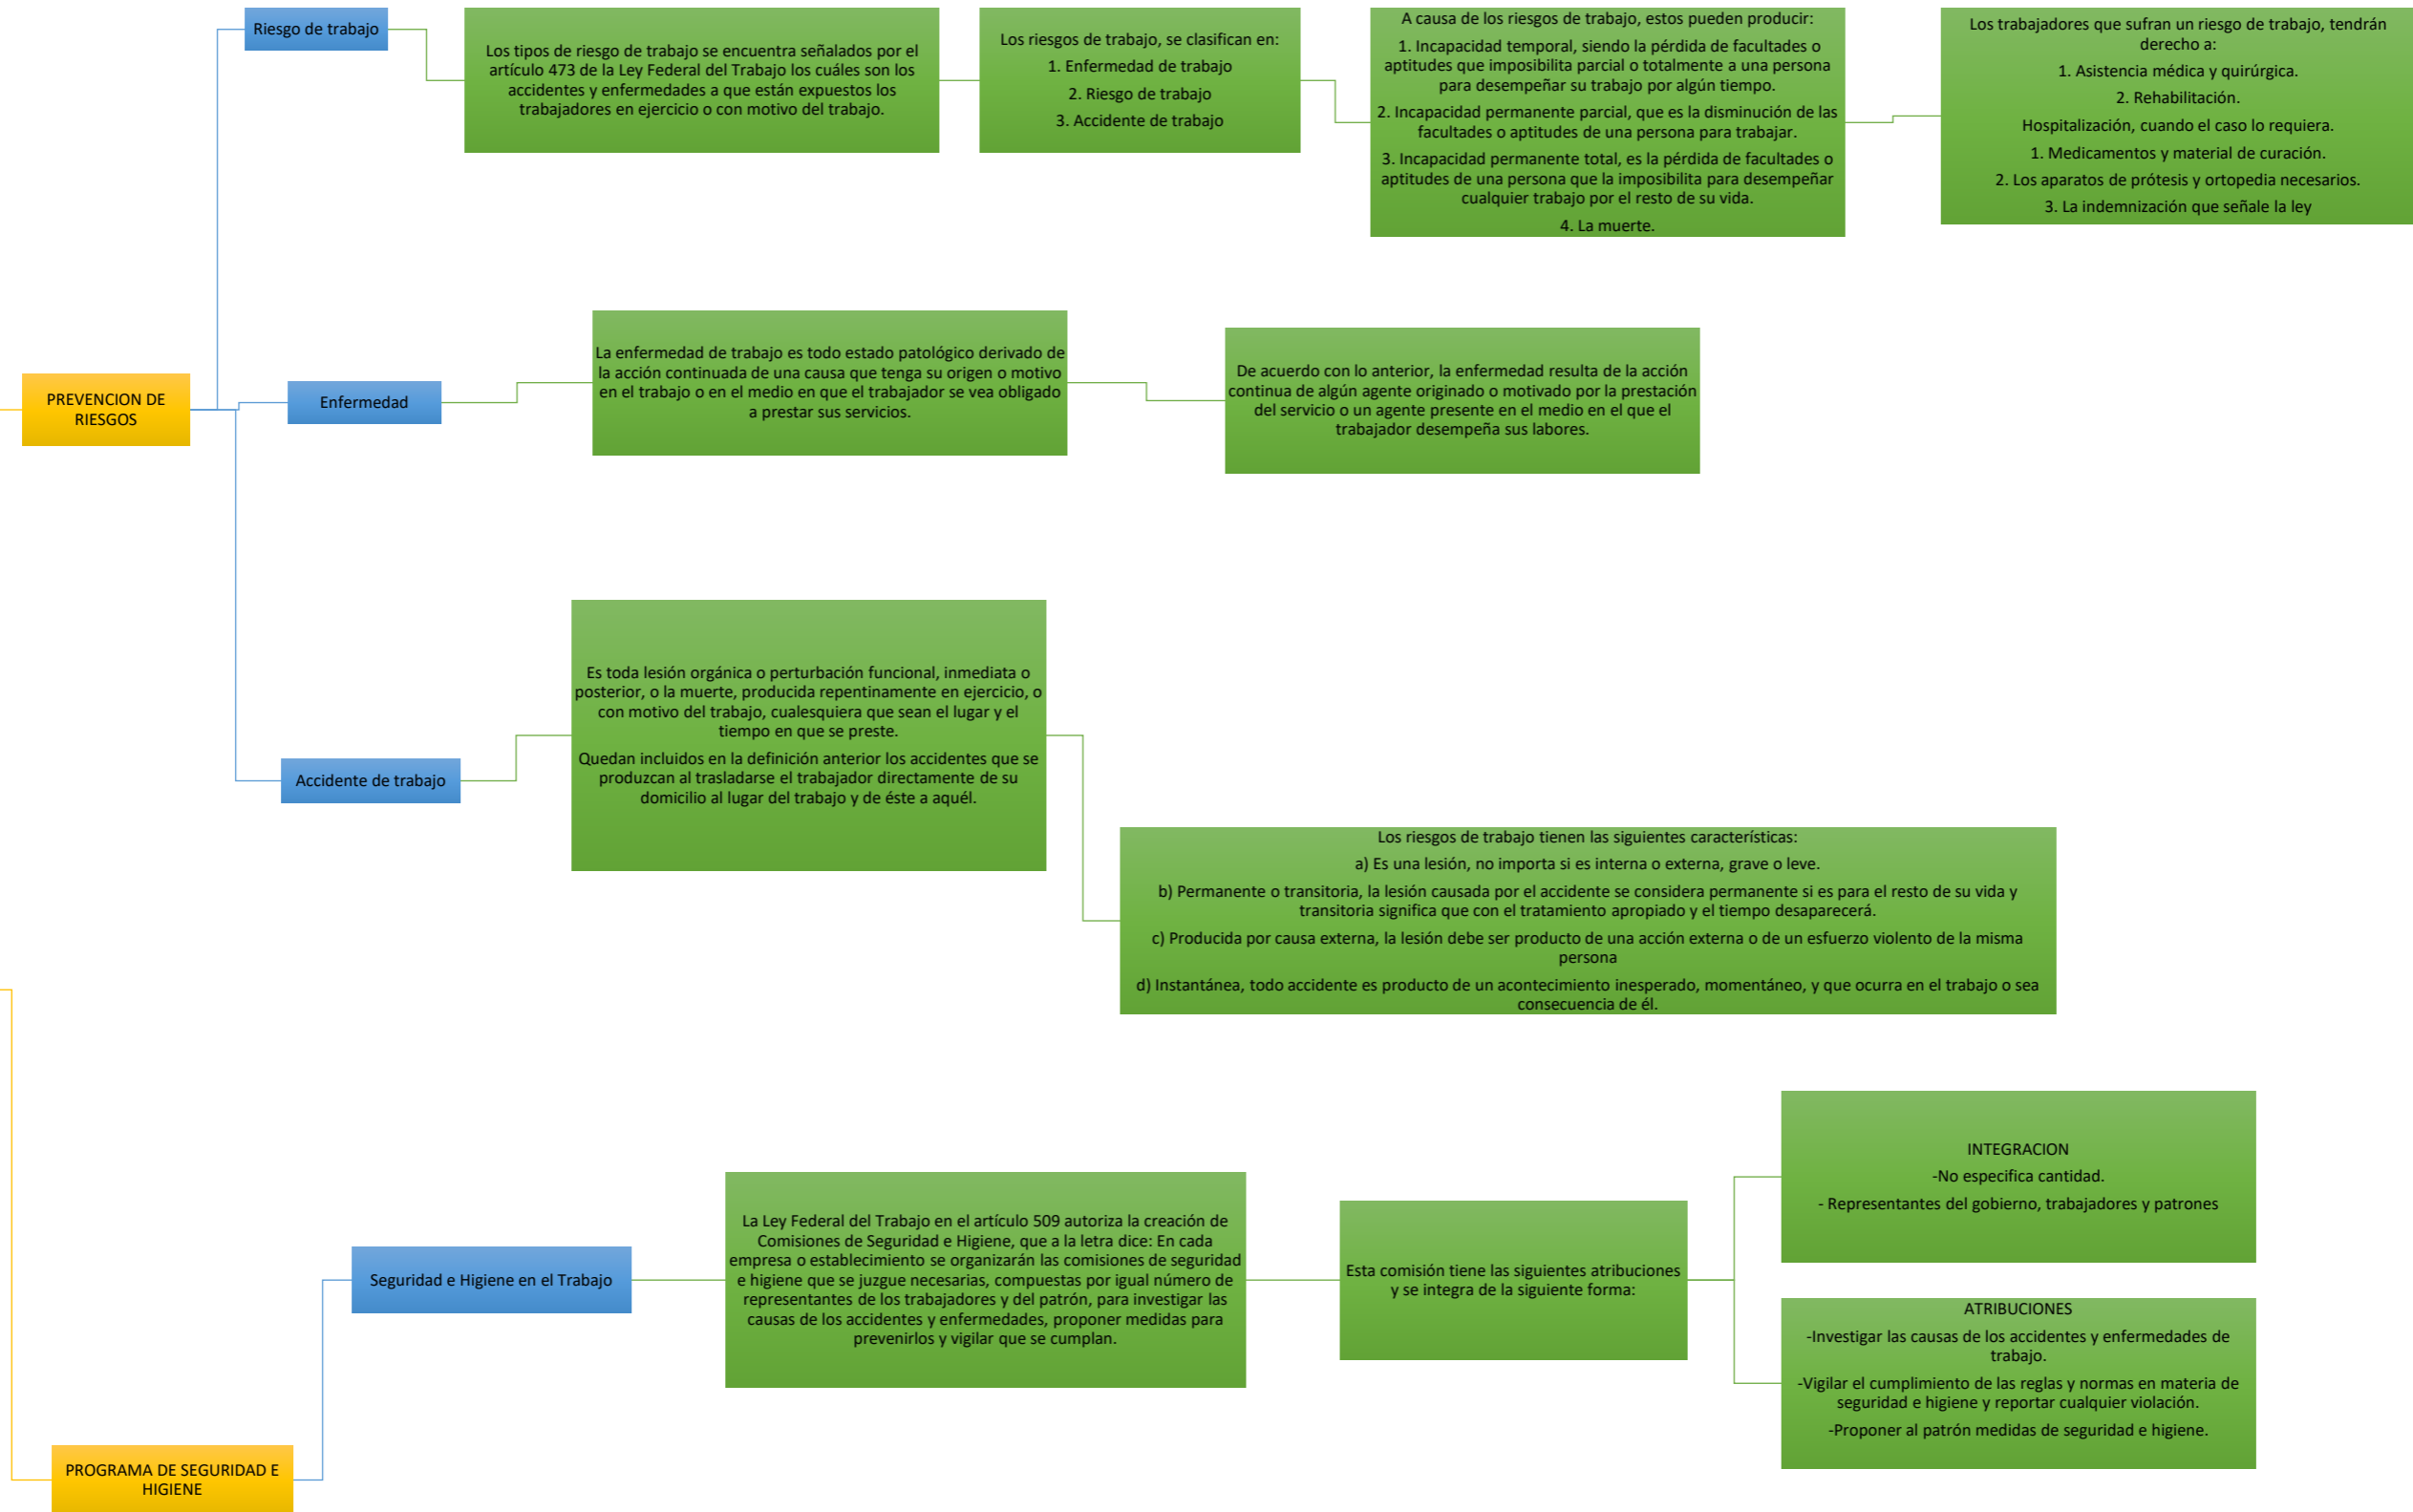 Riesgo de trabajo
Los tipos de riesgo de trabajo se encuentra señalados por el
artículo 473 de la Ley Federal del Trabajo los cuáles son los
accidentes y enfermedades a que están expuestos los
trabajadores en ejercicio o con motivo del trabajo.
Los riesgos de trabajo, se clasifican en:
1. Enfermedad de trabajo
2. Riesgo de trabajo
3. Accidente de trabajo
A causa de los riesgos de trabajo, estos pueden producir:
1. Incapacidad temporal, siendo la pérdida de facultades o
aptitudes que imposibilita parcial o totalmente a una persona
para desempeñar su trabajo por algún tiempo.
2. Incapacidad permanente parcial, que es la disminución de las
facultades o aptitudes de una persona para trabajar.
3. Incapacidad permanente total, es la pérdida de facultades o
aptitudes de una persona que la imposibilita para desempeñar
cualquier trabajo por el resto de su vida.
4. La muerte.
Los trabajadores que sufran un riesgo de trabajo, tendrán
derecho a:
1. Asistencia médica y quirúrgica.
2. Rehabilitación.
Hospitalización, cuando el caso lo requiera.
1. Medicamentos y material de curación.
2. Los aparatos de prótesis y ortopedia necesarios.
3. La indemnización que señale la ley
PREVENCION DE
RIESGOS
Enfermedad
La enfermedad de trabajo es todo estado patológico derivado de
la acción continuada de una causa que tenga su origen o motivo
en el trabajo o en el medio en que el trabajador se vea obligado
a prestar sus servicios.
De acuerdo con lo anterior, la enfermedad resulta de la acción
continua de algún agente originado o motivado por la prestación
del servicio o un agente presente en el medio en el que el
trabajador desempeña sus labores.
Accidente de trabajo
Es toda lesión orgánica o perturbación funcional, inmediata o
posterior, o la muerte, producida repentinamente en ejercicio, o
con motivo del trabajo, cualesquiera que sean el lugar y el
tiempo en que se preste.
Quedan incluidos en la definición anterior los accidentes que se
produzcan al trasladarse el trabajador directamente de su
domicilio al lugar del trabajo y de éste a aquél.
Los riesgos de trabajo tienen las siguientes características:
a) Es una lesión, no importa si es interna o externa, grave o leve.
b) Permanente o transitoria, la lesión causada por el accidente se considera permanente si es para el resto de su vida y
transitoria significa que con el tratamiento apropiado y el tiempo desaparecerá.
c) Producida por causa externa, la lesión debe ser producto de una acción externa o de un esfuerzo violento de la misma
persona
d) Instantánea, todo accidente es producto de un acontecimiento inesperado, momentáneo, y que ocurra en el trabajo o sea
consecuencia de él.
PROGRAMA DE SEGURIDAD E
HIGIENE
Seguridad e Higiene en el Trabajo
La Ley Federal del Trabajo en el artículo 509 autoriza la creación de
Comisiones de Seguridad e Higiene, que a la letra dice: En cada
empresa o establecimiento se organizarán las comisiones de seguridad
e higiene que se juzgue necesarias, compuestas por igual número de
representantes de los trabajadores y del patrón, para investigar las
causas de los accidentes y enfermedades, proponer medidas para
prevenirlos y vigilar que se cumplan.
Esta comisión tiene las siguientes atribuciones
y se integra de la siguiente forma:
INTEGRACION
-No especifica cantidad.
- Representantes del gobierno, trabajadores y patrones
ATRIBUCIONES
-Investigar las causas de los accidentes y enfermedades de
trabajo.
-Vigilar el cumplimiento de las reglas y normas en materia de
seguridad e higiene y reportar cualquier violación.
-Proponer al patrón medidas de seguridad e higiene.